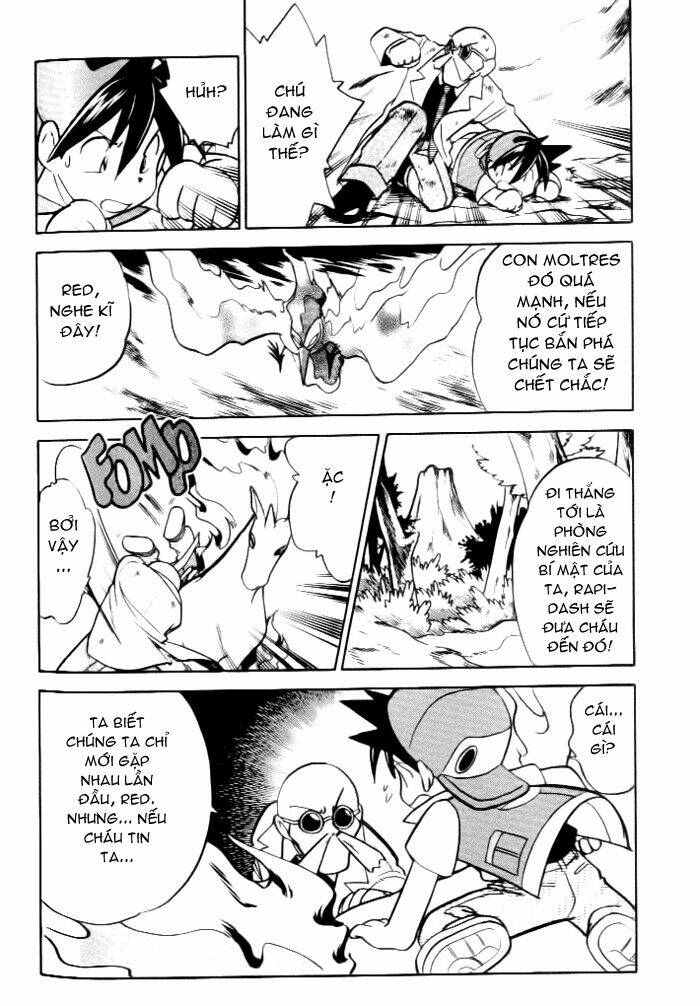 CHÚ
ĐANG
LÀM GÌ
THẾ?
HỦH?
CON MOLTRES
ĐÓ QUÁ
MẠNH, NẾU
NÓ CỨ TIẾP
TỤC BẮN PHÁ
CHÚNG TA SẼ
CHẾT CHẮC!
RED,
NGHE KĨ
ĐÂY!
ĐI THẲNG
TỚI LÀ
PHÒNG
NGHIÊN CỨU
BÍ MẬT CỦA
TA, RAPI-
DASH SẼ
ĐƯA CHÁU
ĐẾN ĐÓ!
ẶC
!
FOMP
BỞI
VẬY
...
CÁI...
CÁI
GÌ?
TA BIẾT
CHÚNG TA CHỈ
MỚI GẶP
NHAU LẦN
ĐẦU, RED.
NHƯNG... NẾU
CHÁU TIN
TA...